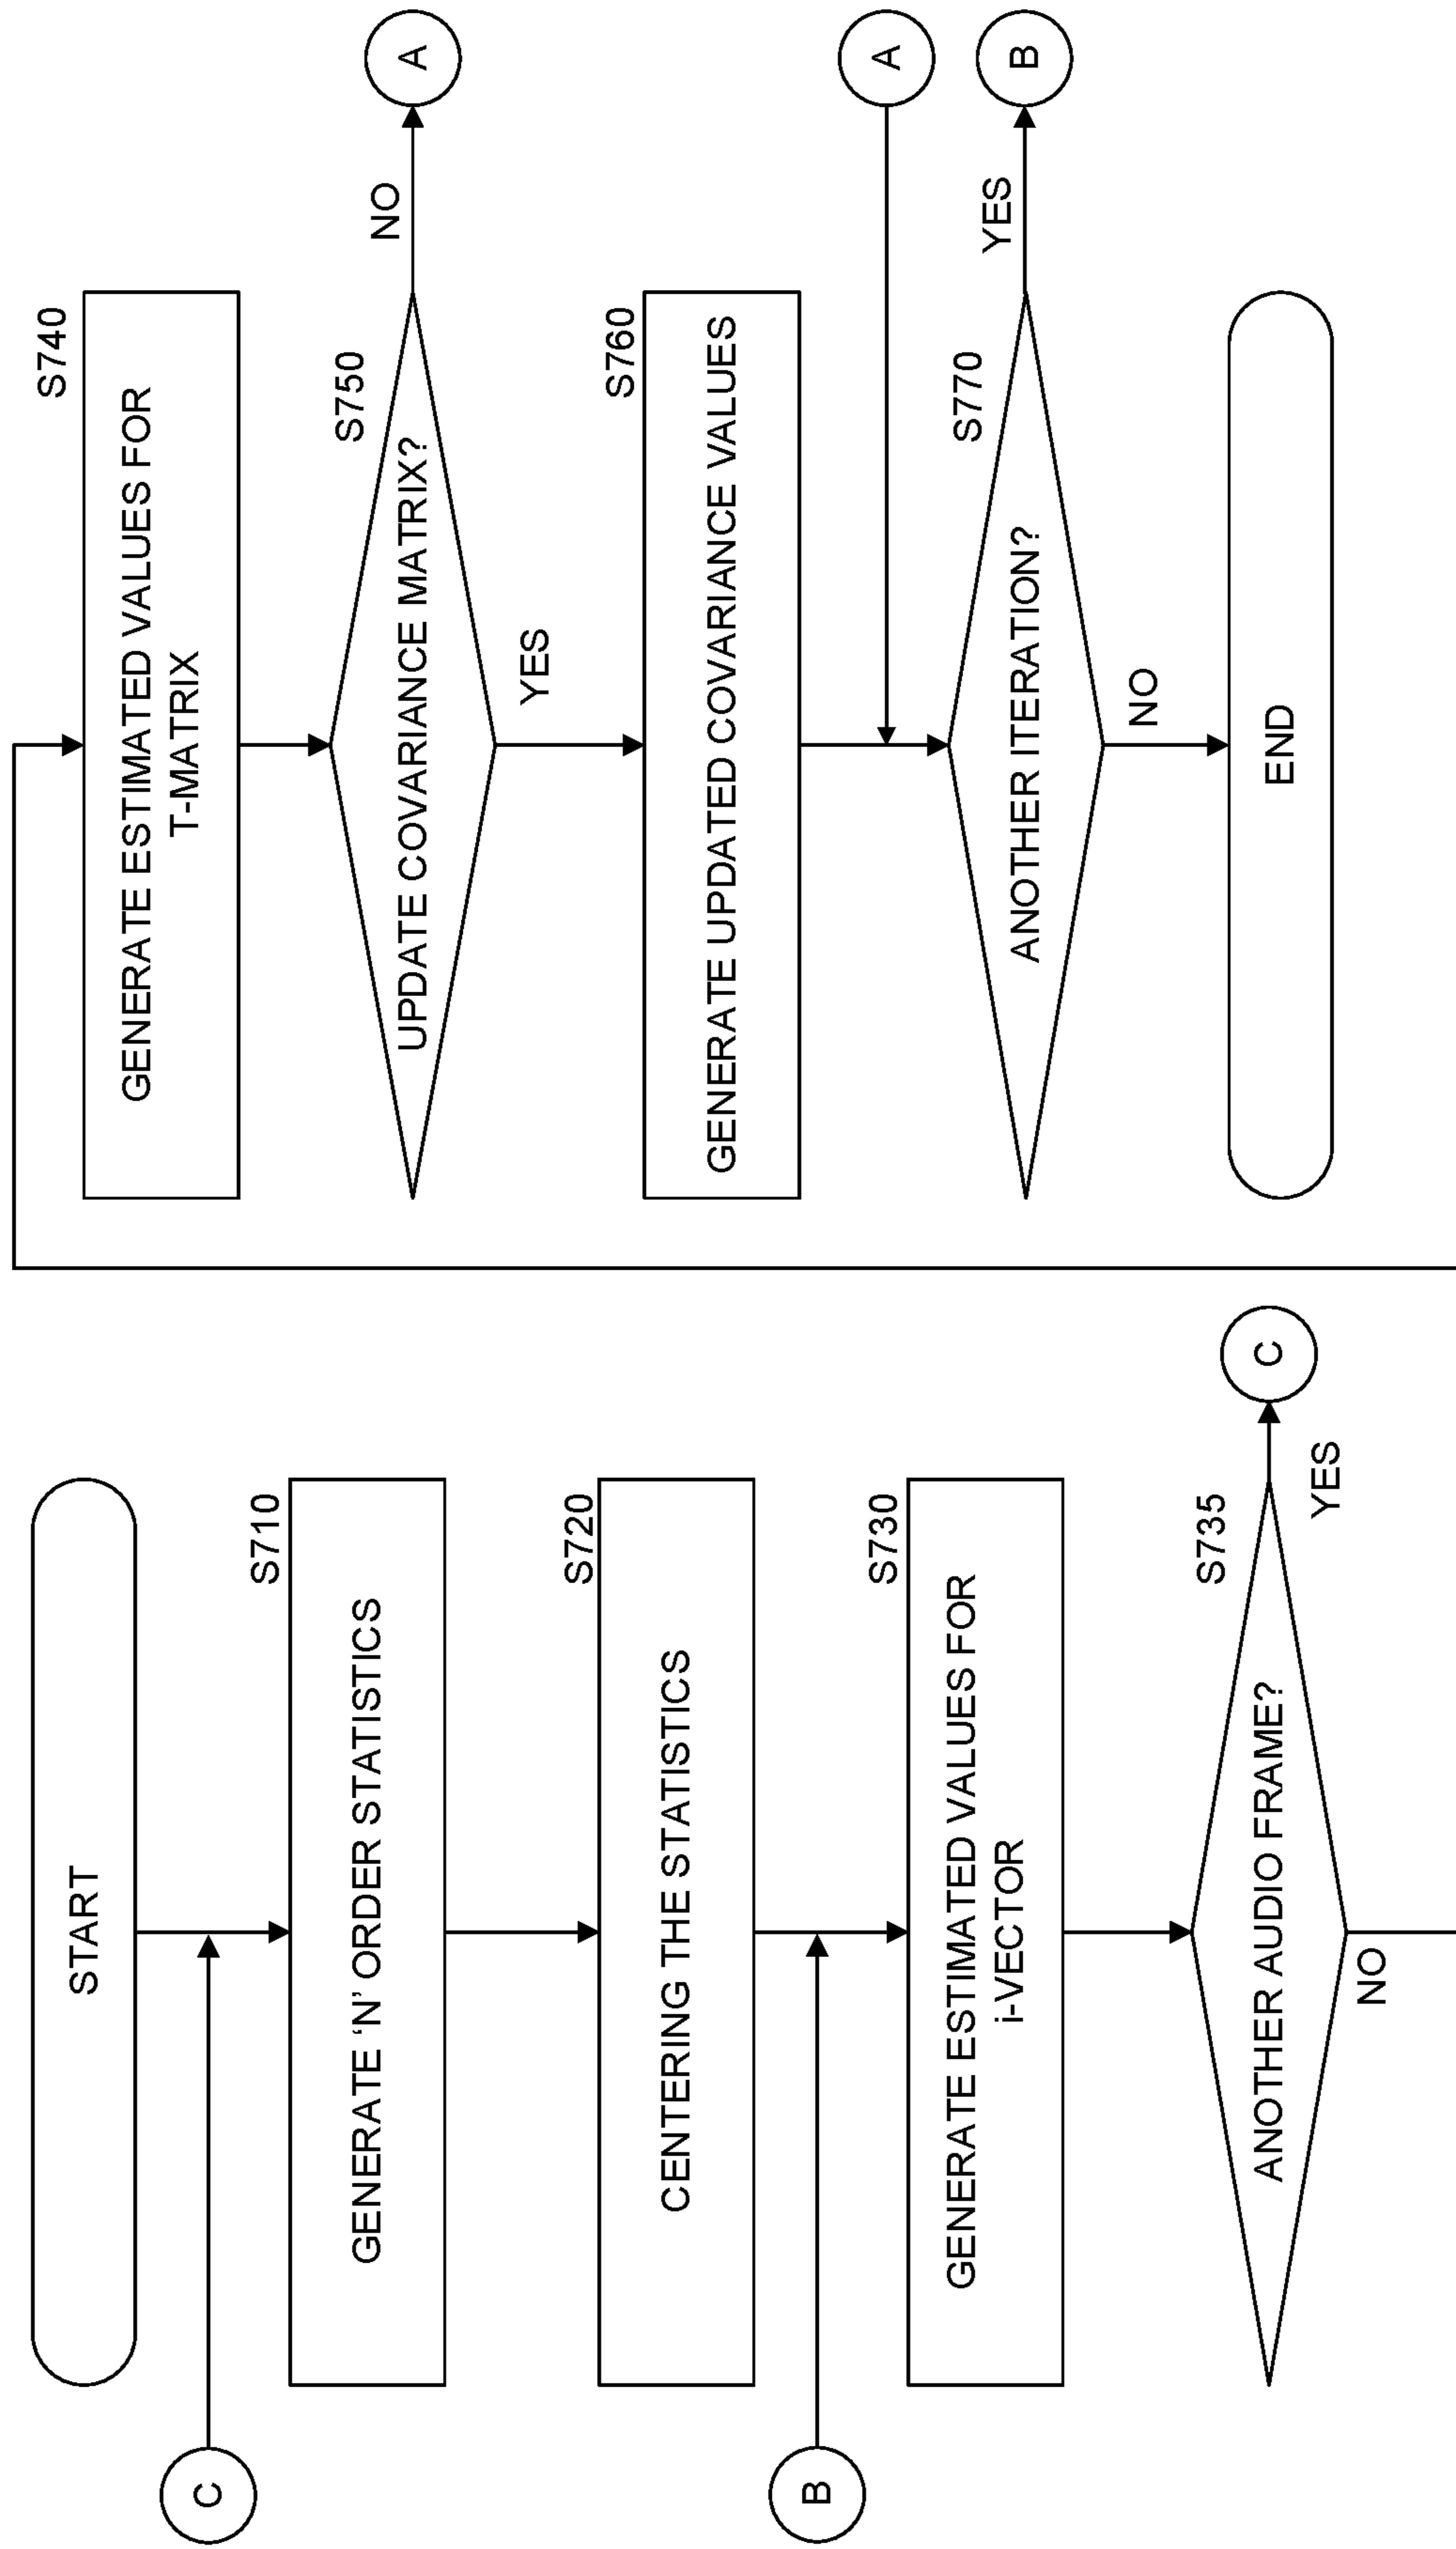 START
C
S710
GENERATE ‘N’ ORDER STATISTICS
S720
CENTERING THE STATISTICS
B
S730
GENERATE ESTIMATED VALUES FOR
i-VECTOR
S735
ANOTHER AUDIO FRAME?
YES
C
NO
S740
GENERATE ESTIMATED VALUES FOR
T-MATRIX
S750
UPDATE COVARIANCE MATRIX?
NO
A
YES
S760
GENERATE UPDATED COVARIANCE VALUES
A
S770
ANOTHER ITERATION?
YES
B
NO
END